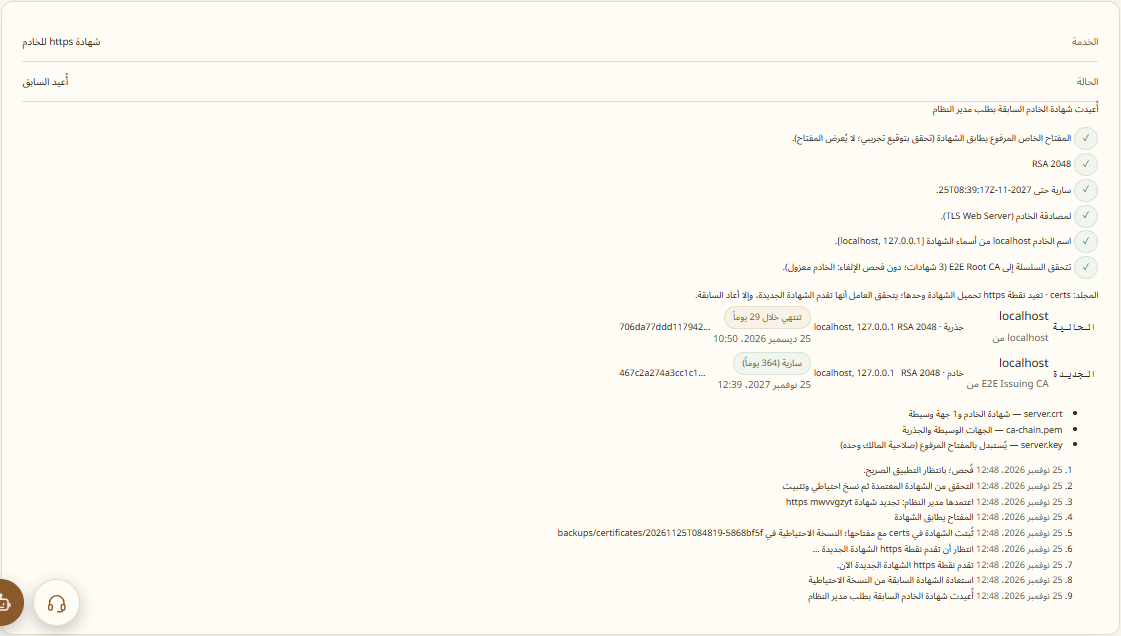 الخدمة شهادة https للخادم
الحالة أُعيد السابق
أُعيدت شهادة الخادم السابقة بطلب مدير النظام
✓ المفتاح الخاص المرفوع يطابق الشهادة (تحقق بتوقيع تجريبي؛ لا يُعرض المفتاح).
✓ RSA 2048
✓ سارية حتى 2027-11-25T08:39:17Z.
✓ لمصادقة الخادم (TLS Web Server).
✓ اسم الخادم localhost من أسماء الشهادة [localhost, 127.0.0.1].
✓ تتحقق السلسلة إلى E2E Root CA (3 شهادات؛ دون فحص الإلغاء: الخادم معزول).
المجلد: certs · تعيد نقطة https تحميل الشهادة وحدها؛ يتحقق العامل أنها تقدم الشهادة الجديدة، وإلا أعاد السابقة.
الحالية localhost من localhost جذرية · RSA 2048 localhost, 127.0.0.1 تنتهي خلال 29 يوماً 25 ديسمبر 2026، 10:50 706da77ddd117942…
الجديدة localhost من E2E Issuing CA خادم · RSA 2048 localhost, 127.0.0.1 سارية (364 يوماً) 25 نوفمبر 2027، 12:39 467c2a274a3cc1c1…
• server.crt — شهادة الخادم و1 جهة وسيطة
• ca-chain.pem — الجهات الوسيطة والجذرية
• server.key — يُستبدل بالمفتاح المرفوع (صلاحية المالك وحده)
1. 25 نوفمبر 2026، 12:48 فُحص؛ بانتظار التطبيق الصريح.
2. 25 نوفمبر 2026، 12:48 التحقق من الشهادة المعتمدة ثم نسخ احتياطي وتثبيت
3. 25 نوفمبر 2026، 12:48 اعتمدها مدير النظام: تجديد شهادة https mwvvgzyt
4. 25 نوفمبر 2026، 12:48 المفتاح يطابق الشهادة
5. 25 نوفمبر 2026، 12:48 ثُبتت الشهادة في certs مع مفتاحها؛ النسخة الاحتياطية في backups/certificates/20261125T084819-5868bf5f
6. 25 نوفمبر 2026، 12:48 انتظار أن تقدم نقطة https الشهادة الجديدة …
7. 25 نوفمبر 2026، 12:48 تقدم نقطة https الشهادة الجديدة الآن.
8. 25 نوفمبر 2026، 12:48 استعادة الشهادة السابقة من النسخة الاحتياطية
9. 25 نوفمبر 2026، 12:48 أُعيدت شهادة الخادم السابقة بطلب مدير النظام